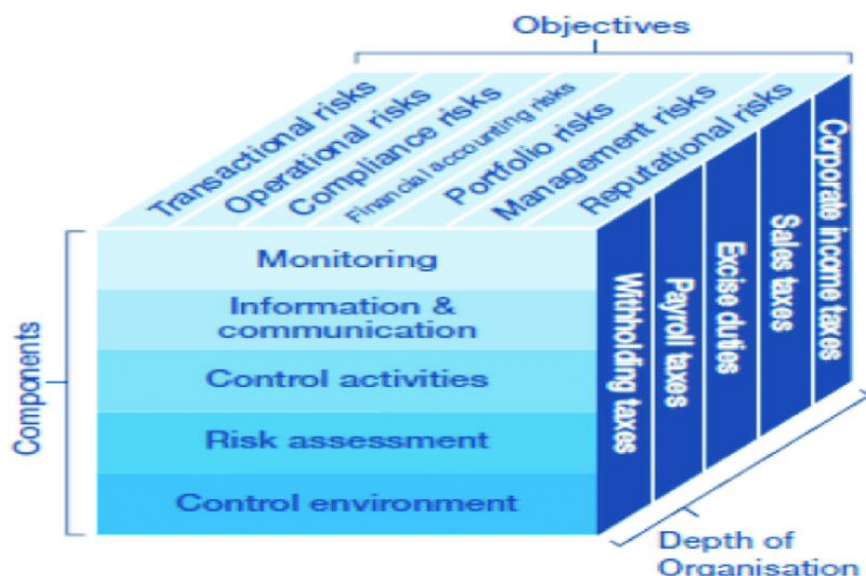 Objectives
Transactional risks
Operational risks
Compliance risks
Financial accounting risks
Portfolio risks
Management risks
Reputational risks
Components
Monitoring
Information &
communication
Control activities
Risk assessment
Control environment
Withholding taxes
Payroll taxes
Excise duties
Sales taxes
Corporate income taxes
Depth of
Organisation